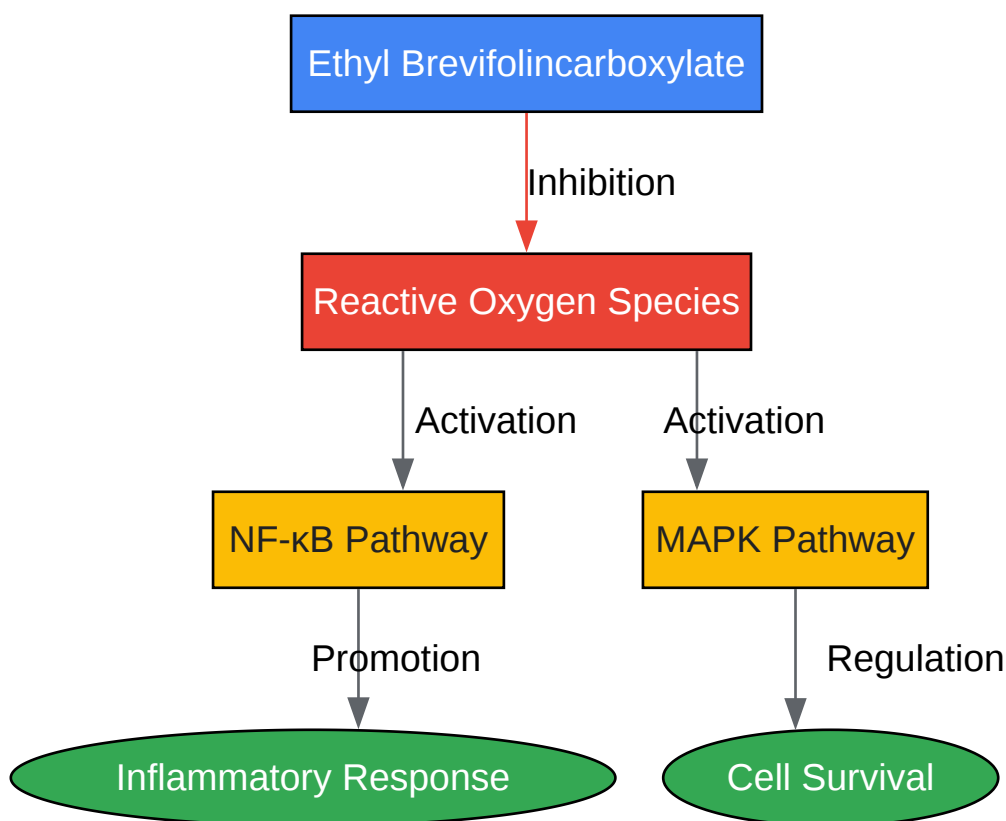 Ethyl Brevifolincarboxylate
Inhibition
Reactive Oxygen Species
Activation
Activation
NF-κB Pathway
MAPK Pathway
Promotion
Regulation
Inflammatory Response
Cell Survival